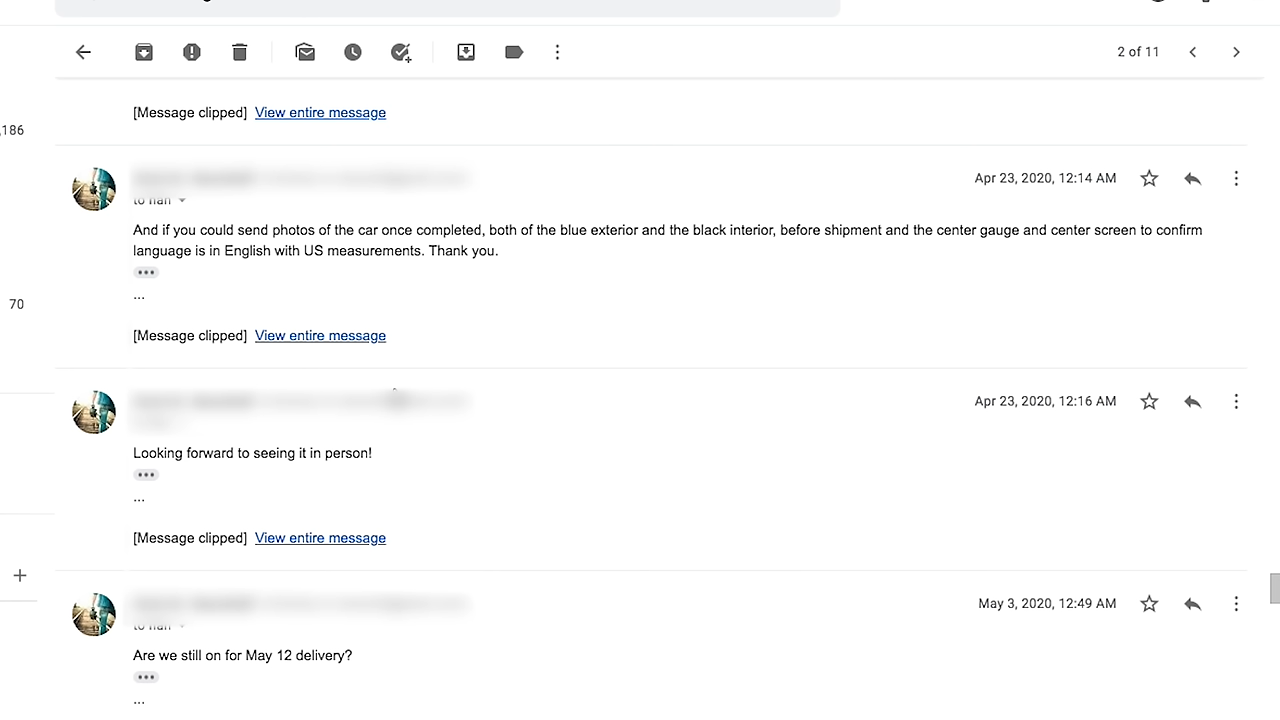 2 of 11
[Message clipped] View entire message
,186
Apr 23, 2020, 12:14 AM
And if you could send photos of the car once completed, both of the blue exterior and the black interior, before shipment and the center gauge and center screen to confirm
language is in English with US measurements. Thank you.
...
70
[Message clipped] View entire message
Apr 23, 2020, 12:16 AM
Looking forward to seeing it in person!
...
[Message clipped] View entire message
May 3, 2020, 12:49 AM
Are we still on for May 12 delivery?
...